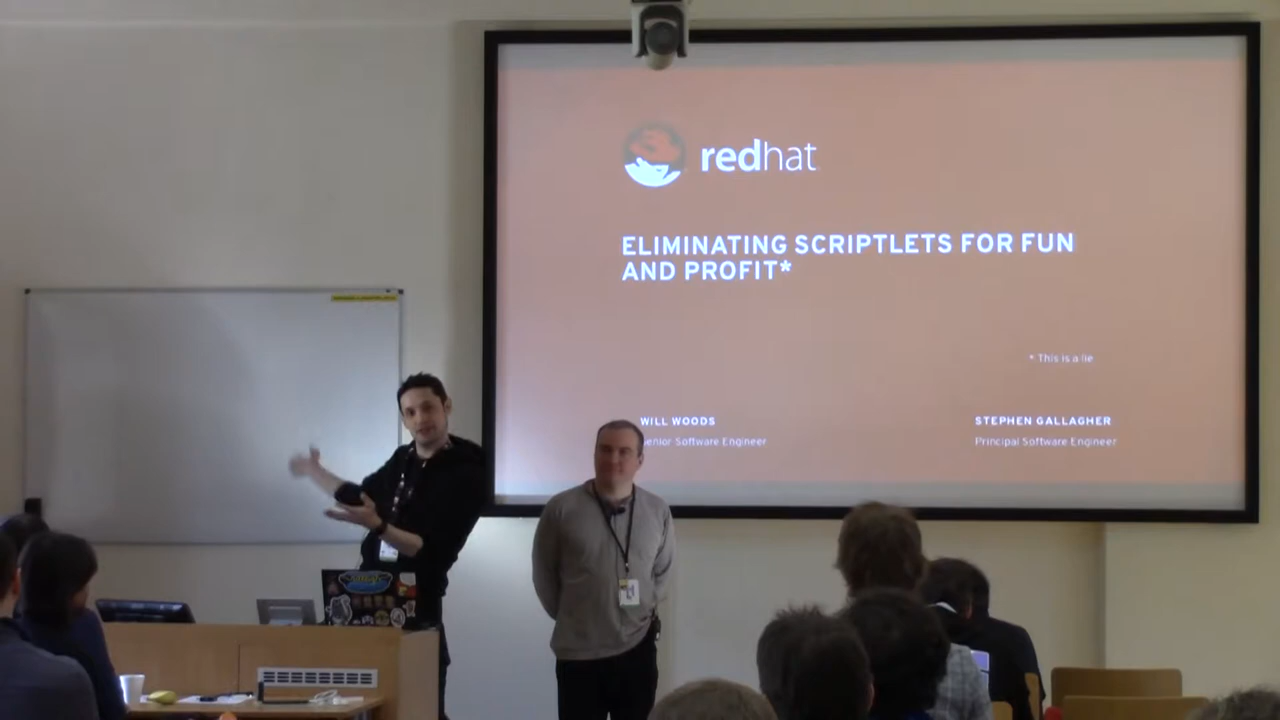 redhat
ELIMINATING SCRIPTLETS FOR FUN
AND PROFIT*
* This is a lie
WILL WOODS
Senior Software Engineer
STEPHEN GALLAGHER
Principal Software Engineer